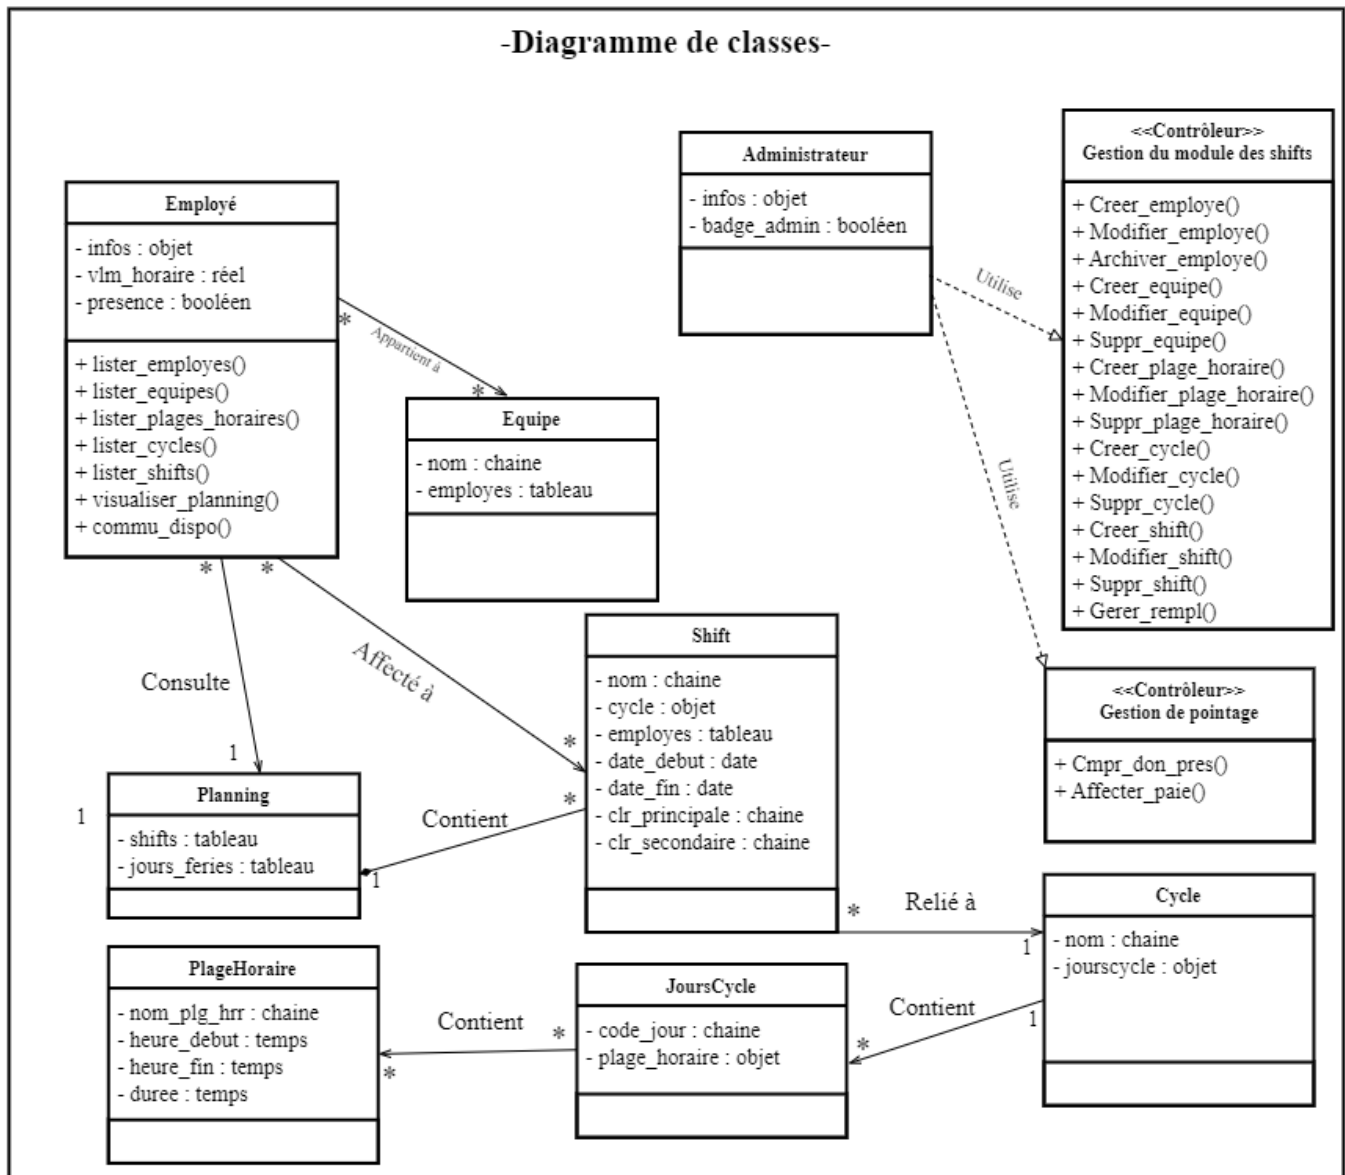 -Diagramme de classes-
Employé
- infos : objet
- vlm_horaire : réel
- presence : booléen
+ lister_employes()
+ lister_equipes()
+ lister_plages_horaires()
+ lister_cycles()
+ lister_shifts()
+ visualiser_planning()
+ commu_dispo()
*
Appartient à
*
Equipe
- nom : chaine
- employes : tableau
Administrateur
- infos : objet
- badge_admin : booléen
Utilise
Utilise
<<Contrôleur>>
Gestion du module des shifts
+ Creer_employe()
+ Modifier_employe()
+ Archiver_employe()
+ Creer_equipe()
+ Modifier_equipe()
+ Suppr_equipe()
+ Creer_plage_horaire()
+ Modifier_plage_horaire()
+ Suppr_plage_horaire()
+ Creer_cycle()
+ Modifier_cycle()
+ Suppr_cycle()
+ Creer_shift()
+ Modifier_shift()
+ Suppr_shift()
+ Gerer_rempl()
<<Contrôleur>>
Gestion de pointage
+ Cmpr_don_pres()
+ Affecter_paie()
*
Consulte
1
*
Affecté à
*
Shift
- nom : chaine
- cycle : objet
- employes : tableau
- date_debut : date
- date_fin : date
- clr_principale : chaine
- clr_secondaire : chaine
1
Planning
- shifts : tableau
- jours_feries : tableau
*
Contient
1
*
Relié à
1
Cycle
- nom : chaine
- jourscycle : objet
1
Contient
*
JoursCycle
- code_jour : chaine
- plage_horaire : objet
*
Contient
*
PlageHoraire
- nom_plg_hrr : chaine
- heure_debut : temps
- heure_fin : temps
- duree : temps